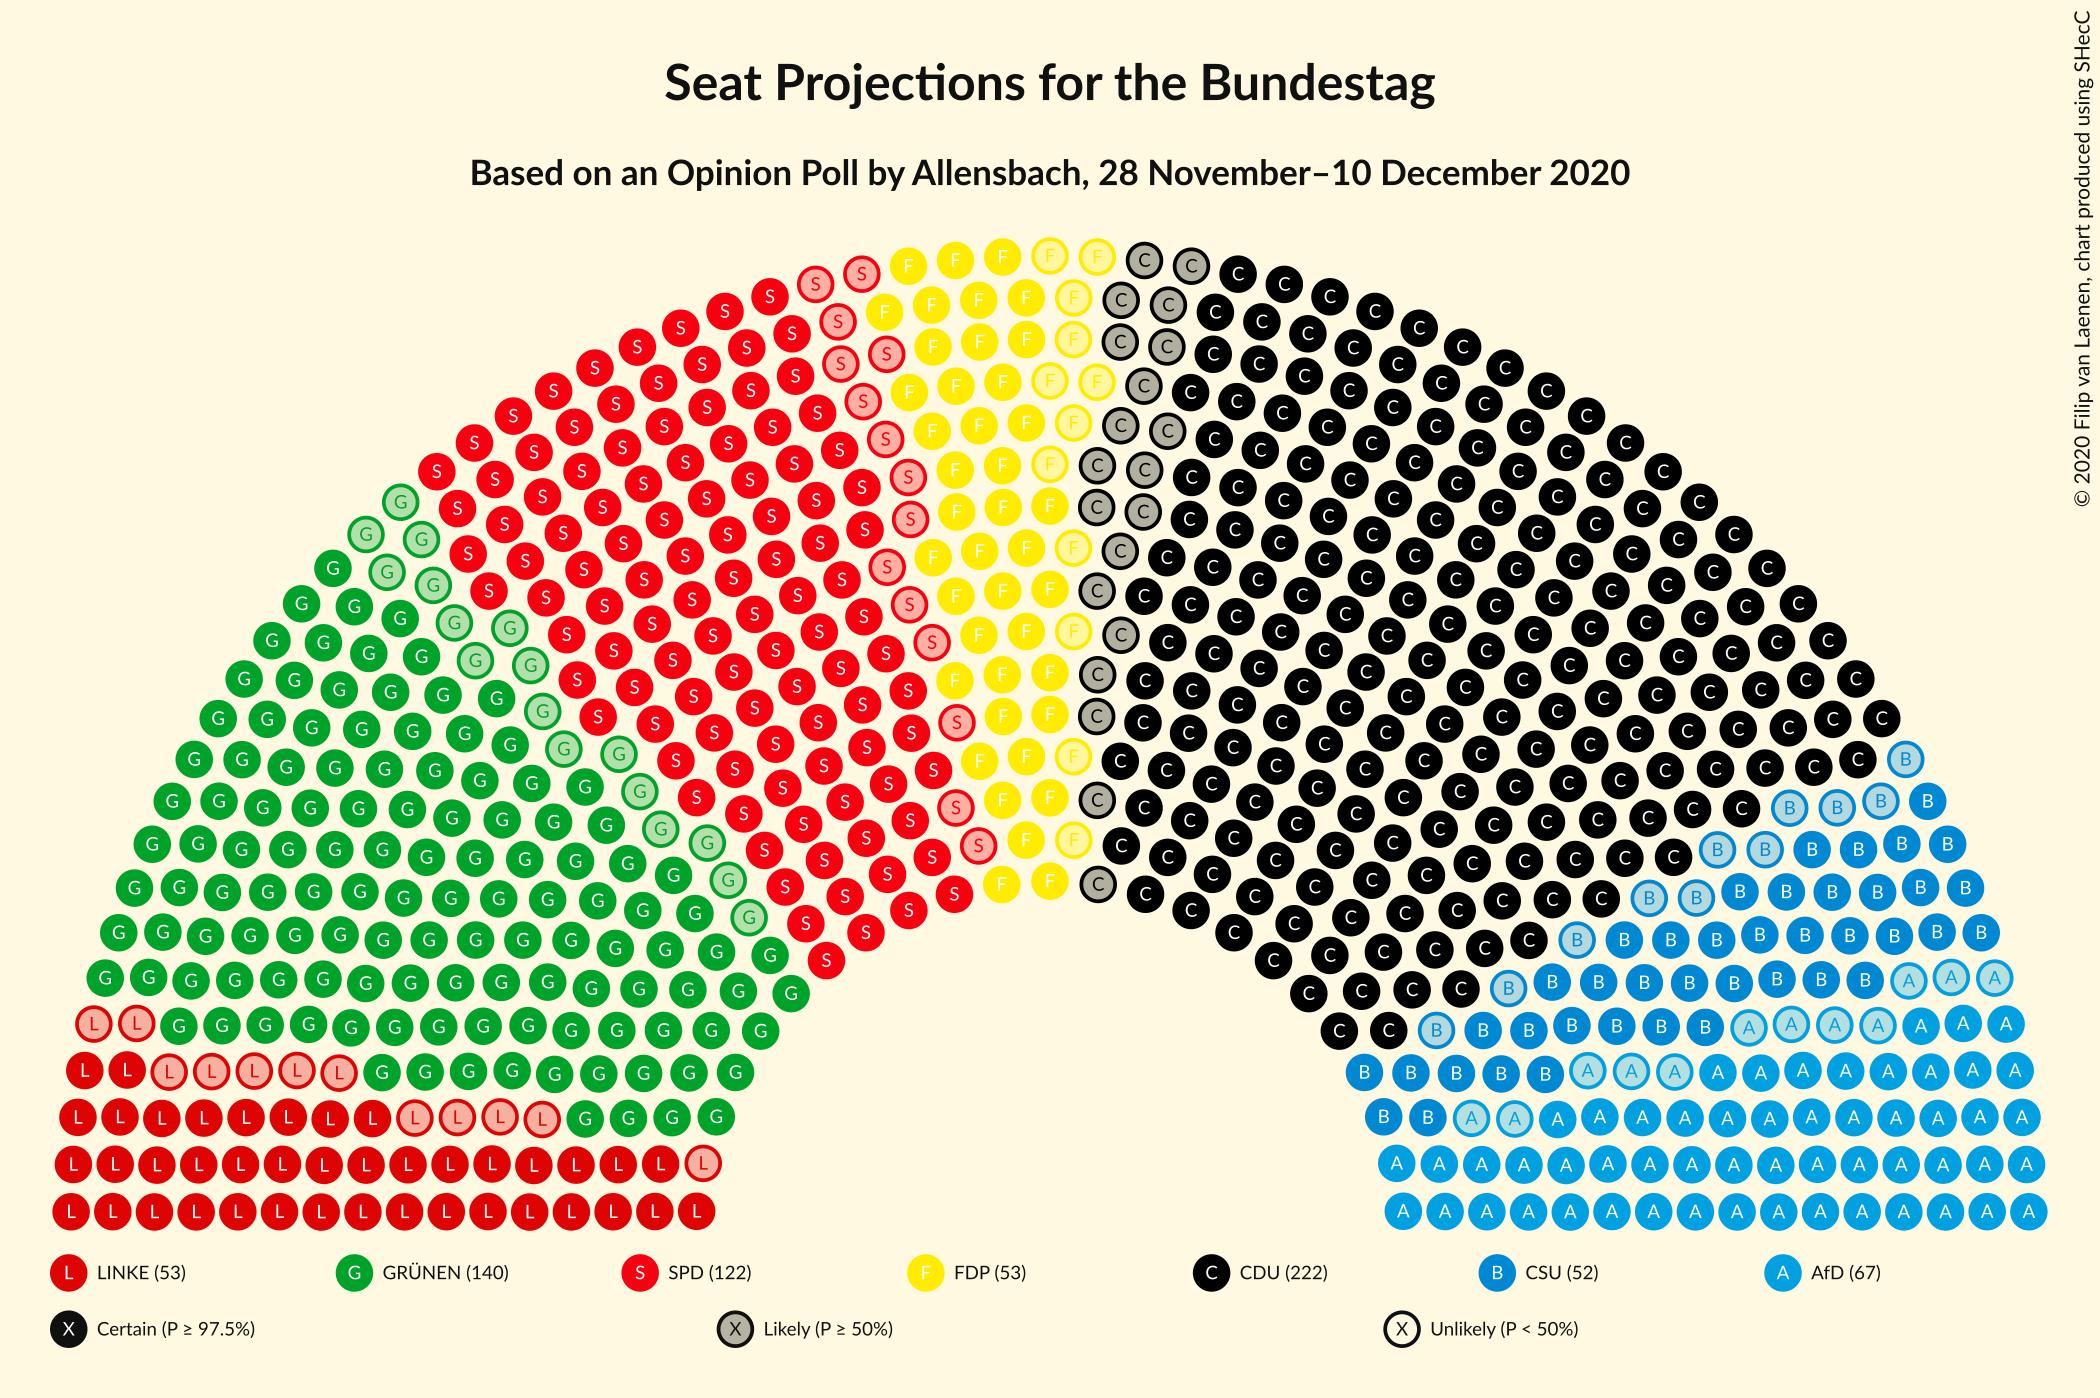 Seat Projections for the Bundestag
Based on an Opinion Poll by Allensbach, 28 November–10 December 2020
© 2020 Filip van Laenen, chart produced using SHecC
L LINKE (53) G GRÜNEN (140) S SPD (122) F FDP (53) C CDU (222) B CSU (52) A AfD (67)
X Certain (P ≥ 97.5%) X Likely (P ≥ 50%) X Unlikely (P < 50%)